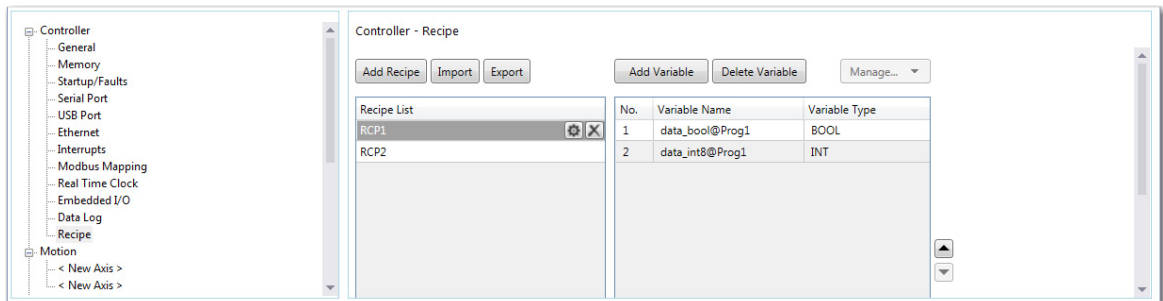 Controller
General
Memory
Startup/Faults
Serial Port
USB Port
Ethernet
Interrupts
Modbus Mapping
Real Time Clock
Embedded I/O
Data Log
Recipe
Motion
< New Axis >
< New Axis >
Controller - Recipe
Add Recipe Import Export
Recipe List
RCP1
RCP2
Add Variable Delete Variable Manage...
No. Variable Name Variable Type
1 data_bool@Prog1 BOOL
2 data_int8@Prog1 INT